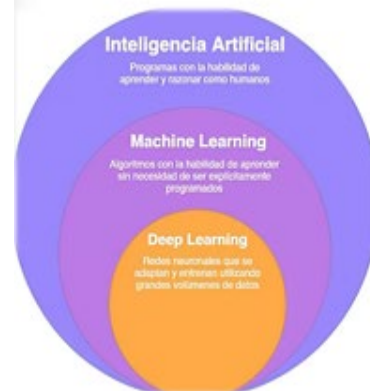 Inteligencia Artificial
Programas con la habilidad de
aprender y razonar como humanos
Machine Learning
Algoritmos con la habilidad de aprender
sin necesidad de ser explícitamente
programados
Deep Learning
Redes neuronales que se
adaptan y entrenan utilizando
grandes volúmenes de datos